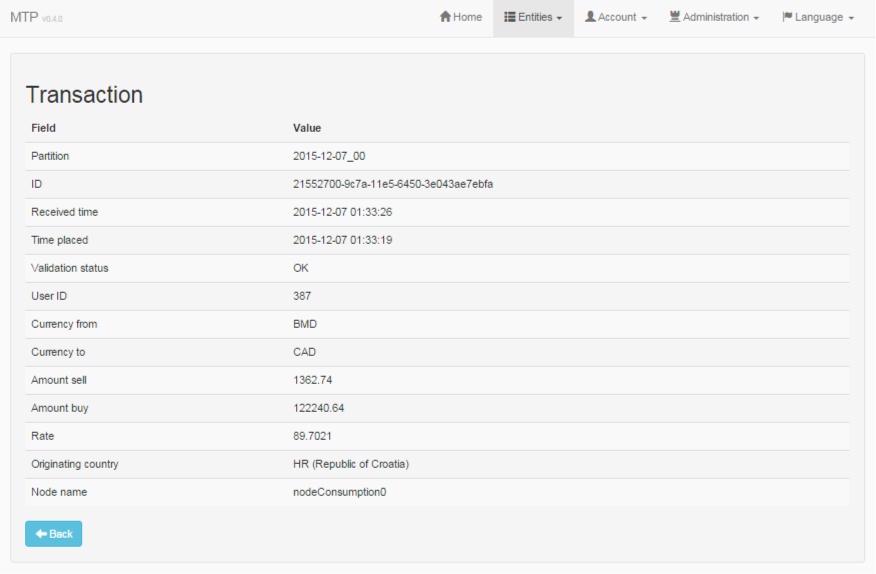 MTP v0.4.0 Home Entities Account Administration Language
Transaction
Field Value
Partition 2015-12-07_00
ID 21552700-9c7a-11e5-6450-3e043ae7ebfa
Received time 2015-12-07 01:33:26
Time placed 2015-12-07 01:33:19
Validation status OK
User ID 387
Currency from BMD
Currency to CAD
Amount sell 1362.74
Amount buy 122240.64
Rate 89.7021
Originating country HR (Republic of Croatia)
Node name nodeConsumption0
Back